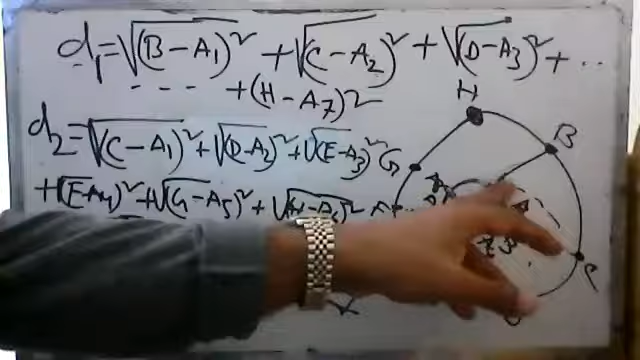 d₁ = √(B-A₁)² + √(C-A₂)² + √(D-A₃)² + ..
- - - - + (H-A₇)²
d₂ = √(C-A₁)² + √(D-A₂)² + √(E-A₃)²
+ √(F-A₄)² + √(G-A₅)² + √(H-A₆)²
H
B
G
C